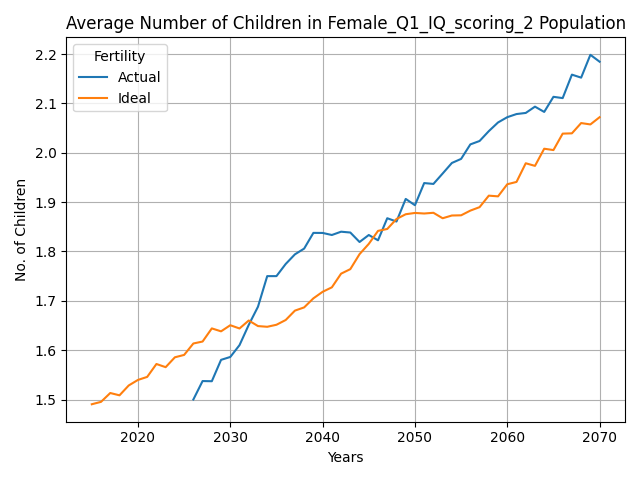 Average Number of Children in Female_Q1_IQ_scoring_2 Population
Fertility
Actual
Ideal
No. of Children
2.2
2.1
2.0
1.9
1.8
1.7
1.6
1.5
2020 2030 2040 2050 2060 2070
Years